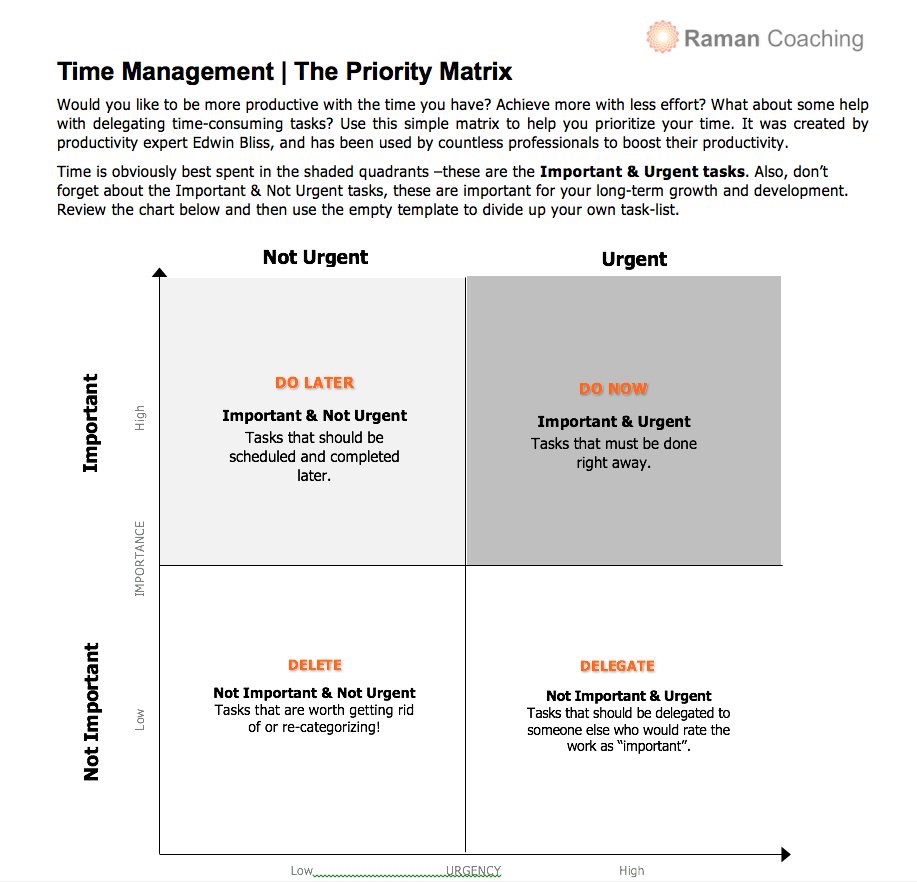 Raman Coaching
Time Management | The Priority Matrix
Would you like to be more productive with the time you have? Achieve more with less effort? What about some help
with delegating time-consuming tasks? Use this simple matrix to help you prioritize your time. It was created by
productivity expert Edwin Bliss, and has been used by countless professionals to boost their productivity.
Time is obviously best spent in the shaded quadrants –these are the Important & Urgent tasks. Also, don’t
forget about the Important & Not Urgent tasks, these are important for your long-term growth and development.
Review the chart below and then use the empty template to divide up your own task-list.
Not Urgent
Urgent
Important
High
DO LATER
Important & Not Urgent
Tasks that should be
scheduled and completed
later.
DO NOW
Important & Urgent
Tasks that must be done
right away.
IMPORTANCE
Not Important
Low
DELETE
Not Important & Not Urgent
Tasks that are worth getting rid
of or re-categorizing!
DELEGATE
Not Important & Urgent
Tasks that should be delegated to
someone else who would rate the
work as “important”.
Low
URGENCY
High